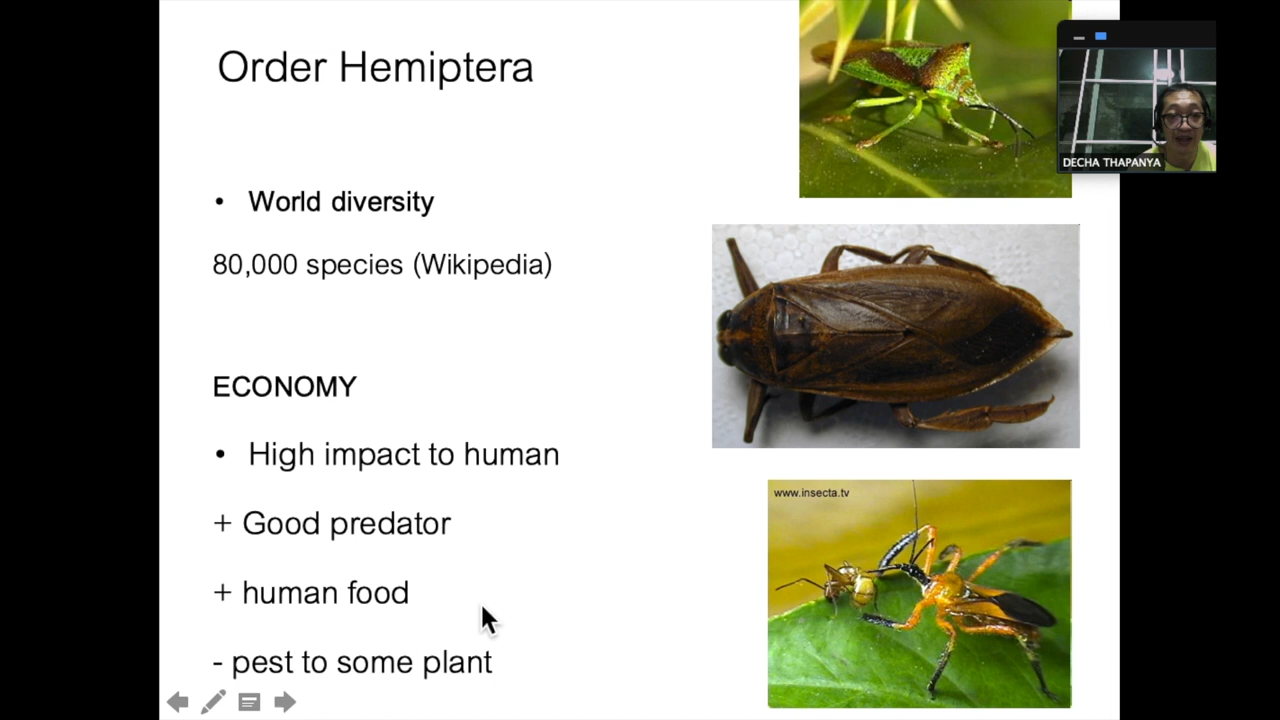 Order Hemiptera
• World diversity
80,000 species (Wikipedia)
ECONOMY
• High impact to human
+ Good predator
+ human food
- pest to some plant
www.insecta.tv
DECHA THAPANYA